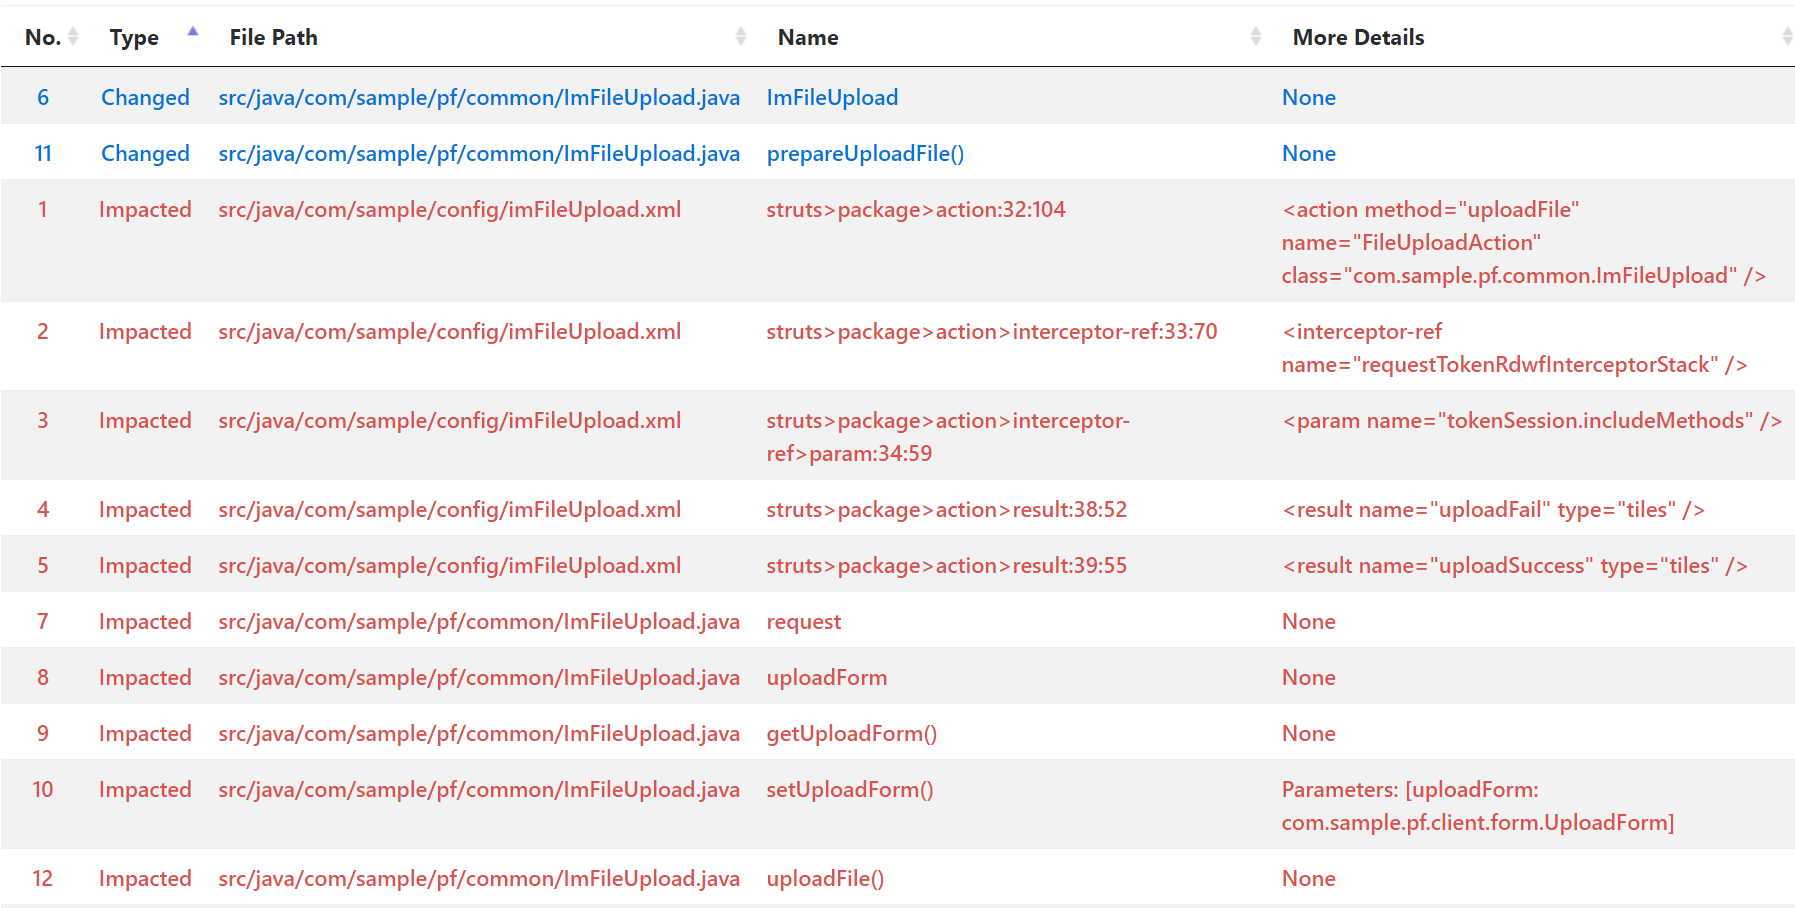 No. Type File Path Name More Details
6 Changed src/java/com/sample/pf/common/ImFileUpload.java ImFileUpload None
11 Changed src/java/com/sample/pf/common/ImFileUpload.java prepareUploadFile() None
1 Impacted src/java/com/sample/config/imFileUpload.xml struts>package>action:32:104 <action method="uploadFile"
name="FileUploadAction"
class="com.sample.pf.common.ImFileUpload" />
2 Impacted src/java/com/sample/config/imFileUpload.xml struts>package>action>interceptor-ref:33:70 <interceptor-ref
name="requestTokenRdwfInterceptorStack" />
3 Impacted src/java/com/sample/config/imFileUpload.xml struts>package>action>interceptor- <param name="tokenSession.includeMethods" />
ref>param:34:59
4 Impacted src/java/com/sample/config/imFileUpload.xml struts>package>action>result:38:52 <result name="uploadFail" type="tiles" />
5 Impacted src/java/com/sample/config/imFileUpload.xml struts>package>action>result:39:55 <result name="uploadSuccess" type="tiles" />
7 Impacted src/java/com/sample/pf/common/ImFileUpload.java request None
8 Impacted src/java/com/sample/pf/common/ImFileUpload.java uploadForm None
9 Impacted src/java/com/sample/pf/common/ImFileUpload.java getUploadForm() None
10 Impacted src/java/com/sample/pf/common/ImFileUpload.java setUploadForm() Parameters: [uploadForm:
com.sample.pf.client.form.UploadForm]
12 Impacted src/java/com/sample/pf/common/ImFileUpload.java uploadFile() None